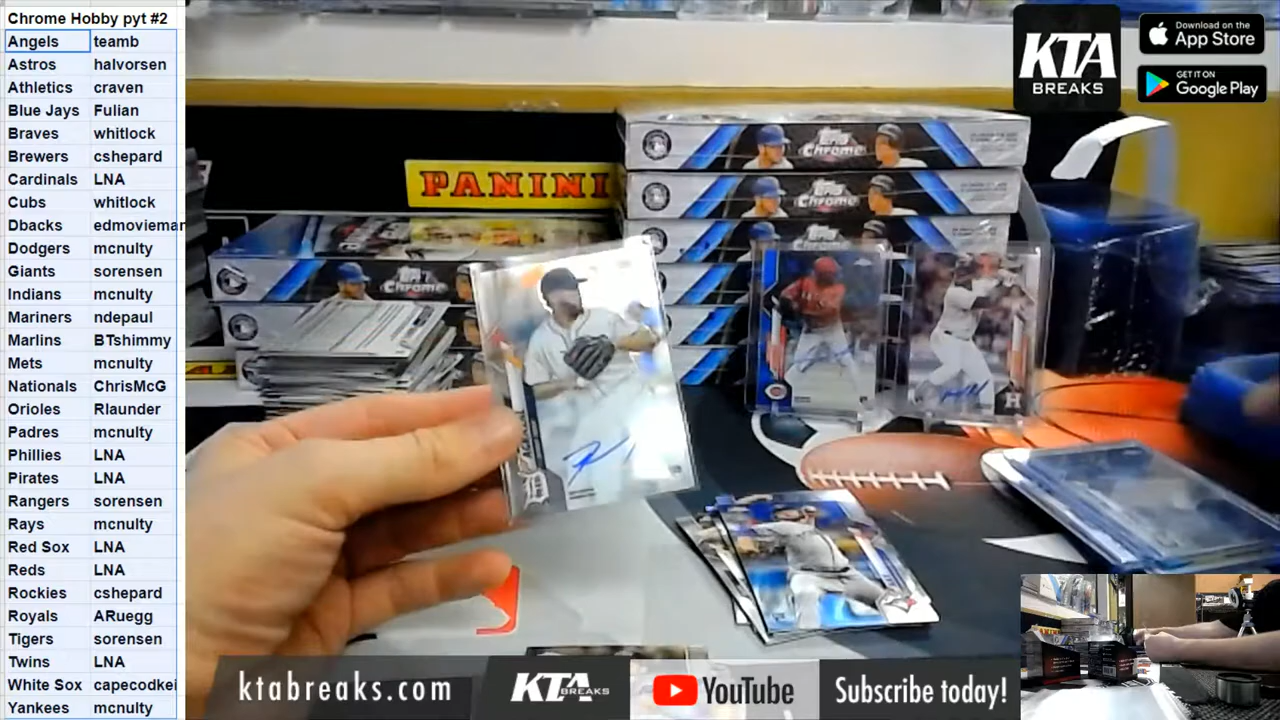 Chrome Hobby pyt #2
Angels teamb
Astros halvorsen
Athletics craven
Blue Jays Fulian
Braves whitlock
Brewers cshepard
Cardinals LNA
Cubs whitlock
Dbacks edmovieman
Dodgers mcnulty
Giants sorensen
Indians mcnulty
Mariners ndepaul
Marlins BTshimmy
Mets mcnulty
Nationals ChrisMcG
Orioles Rlaunder
Padres mcnulty
Phillies LNA
Pirates LNA
Rangers sorensen
Rays mcnulty
Red Sox LNA
Reds LNA
Rockies cshepard
Royals ARuegg
Tigers sorensen
Twins LNA
White Sox capecodkei
Yankees mcnulty
KTA
BREAKS
Download on the
App Store
GET IT ON
Google Play
PANINI
Topps
Chrome
Topps
Chrome
Topps
Chrome
Topps
Chrome
H
D
ktabreaks.com
KTA
BREAKS
YouTube
Subscribe today!